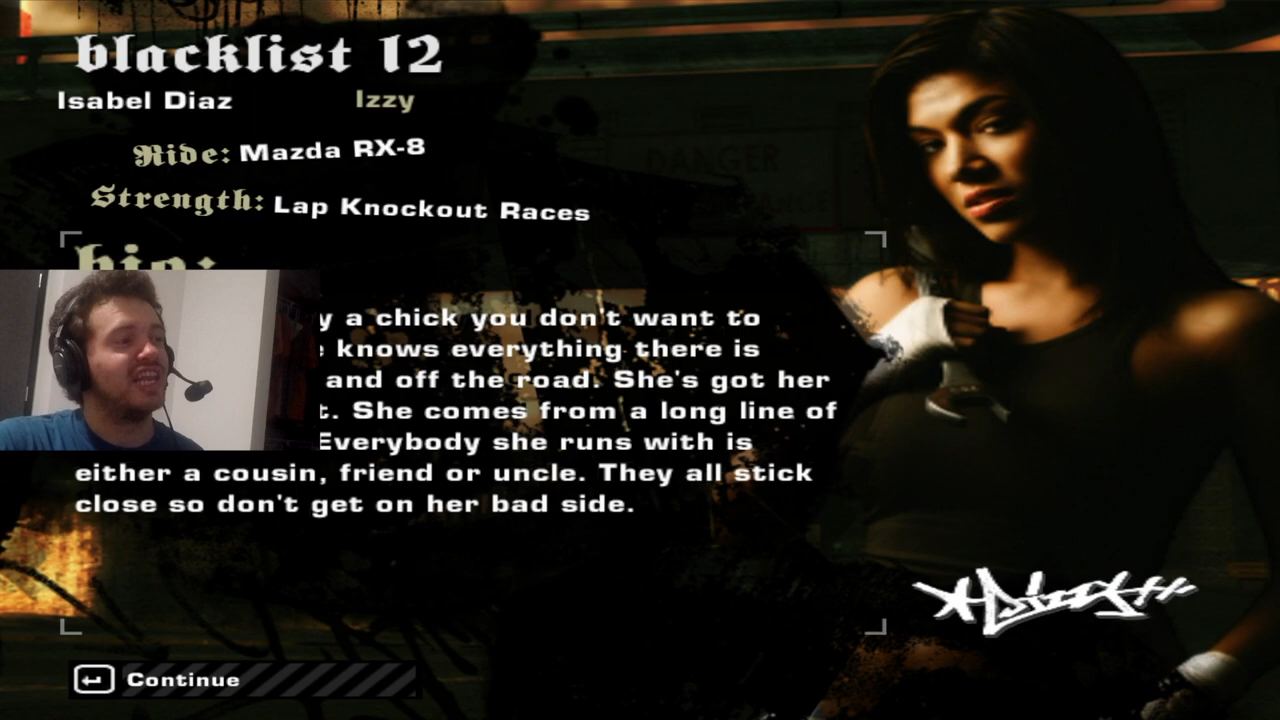 blacklist 12
Isabel Diaz Izzy
Ride: Mazda RX-8
Strength: Lap Knockout Races
bio:
a chick you don't want to
knows everything there is
and off the road. She's got her
She comes from a long line of
Everybody she runs with is
either a cousin, friend or uncle. They all stick
close so don't get on her bad side.
DANGER
Continue